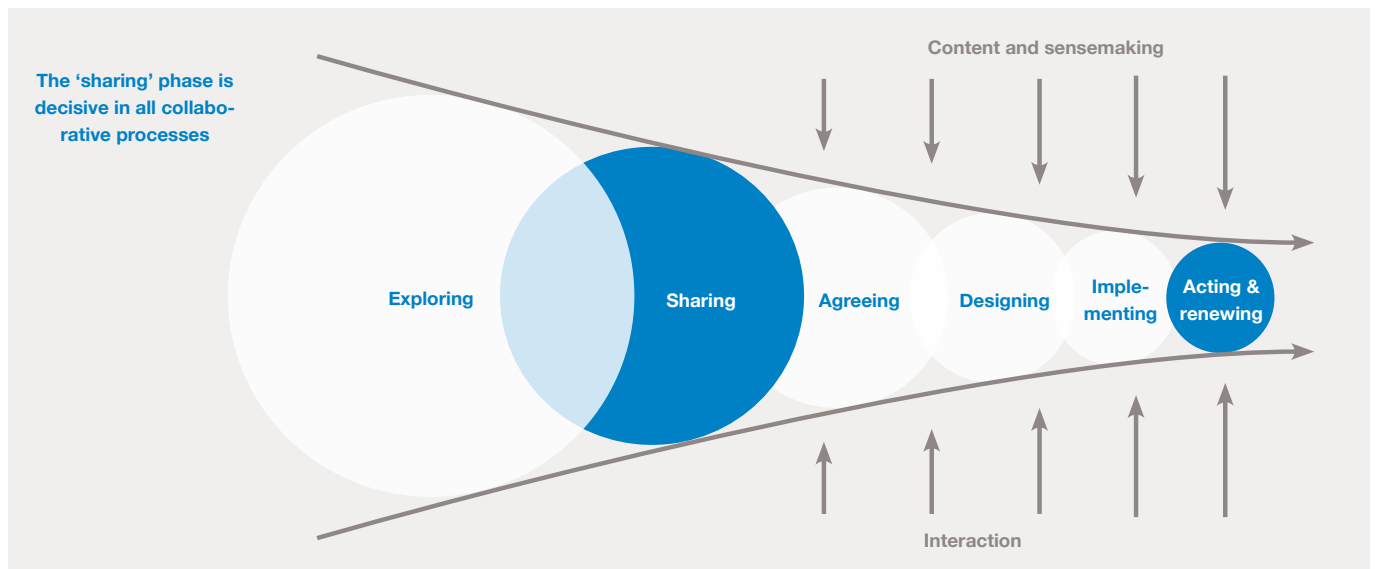 The ‘sharing’ phase is
decisive in all collabo-
rative processes
Content and sensemaking
Exploring
Sharing
Agreeing
Designing
Imple-
menting
Acting &
renewing
Interaction